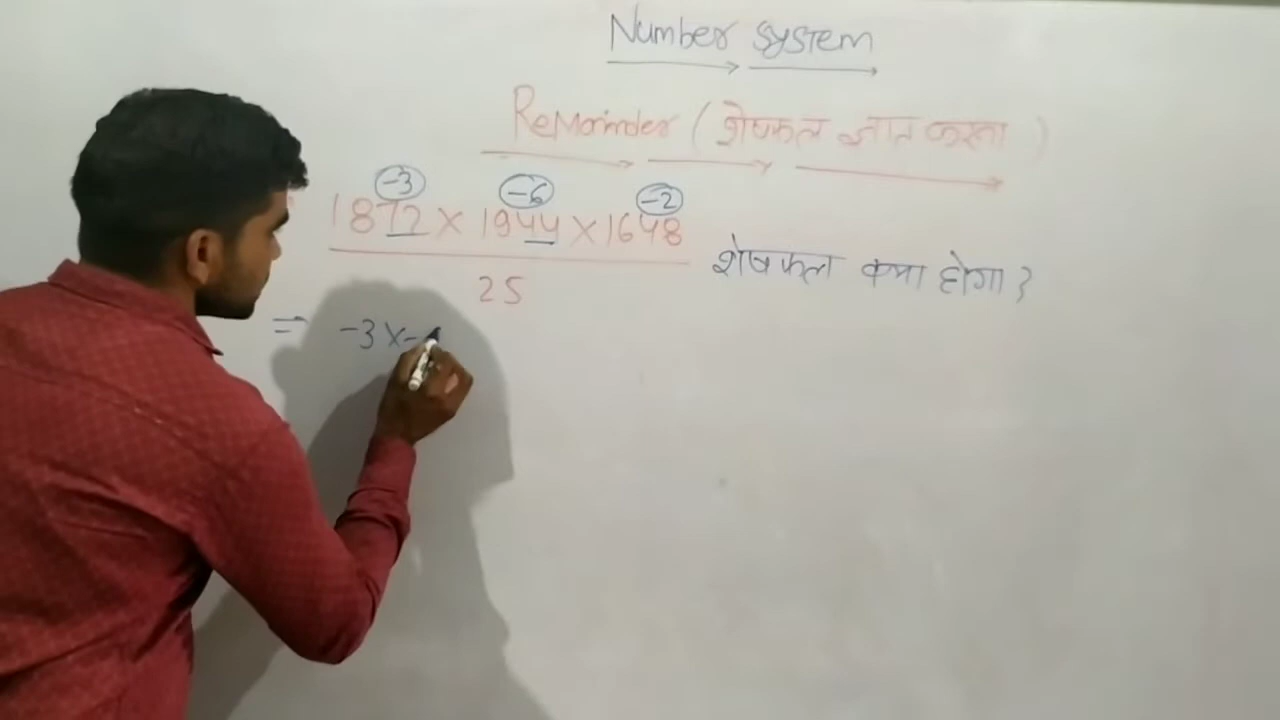 Number System
Remainder (शेषफल ज्ञात करना)
-3 -6 -2
1872 × 1944 × 1648
25
शेषफल क्या होगा ?
⇒ -3 × -